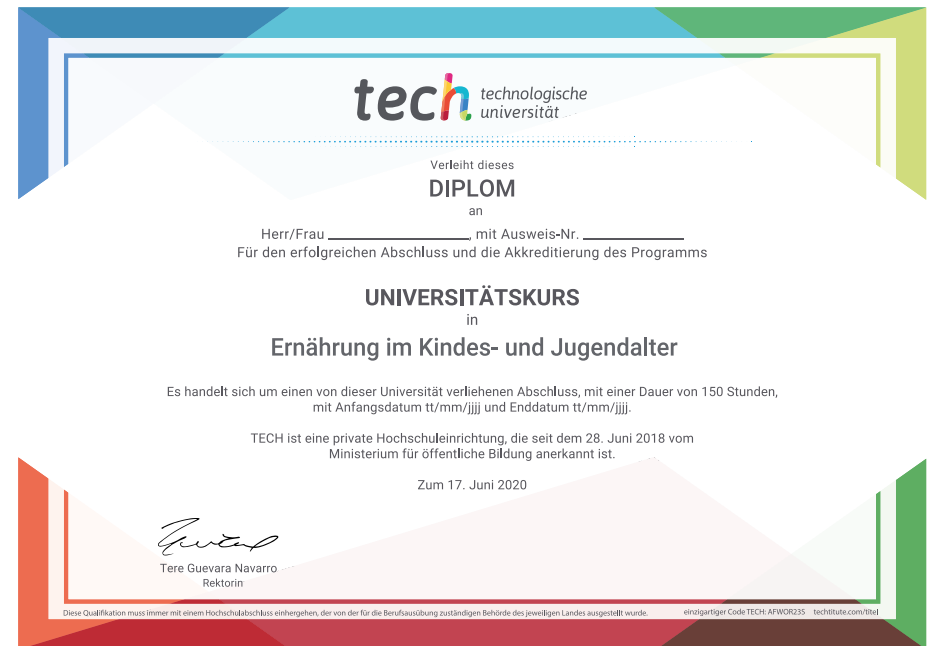 tech technologische
universität
Verleiht dieses
DIPLOM
an
Herr/Frau ____________________, mit Ausweis-Nr. ______________
Für den erfolgreichen Abschluss und die Akkreditierung des Programms
UNIVERSITÄTSKURS
in
Ernährung im Kindes- und Jugendalter
Es handelt sich um einen von dieser Universität verliehenen Abschluss, mit einer Dauer von 150 Stunden,
mit Anfangsdatum tt/mm/jjjj und Enddatum tt/mm/jjjj.
TECH ist eine private Hochschuleinrichtung, die seit dem 28. Juni 2018 vom
Ministerium für öffentliche Bildung anerkannt ist.
Zum 17. Juni 2020
Tere Guevara Navarro
Rektorin
Diese Qualifikation muss immer mit einem Hochschulabschluss einhergehen, der von der für die Berufsausübung zuständigen Behörde des jeweiligen Landes ausgestellt wurde. einzigartiger Code TECH: AFWOR235 techtitute.com/titel